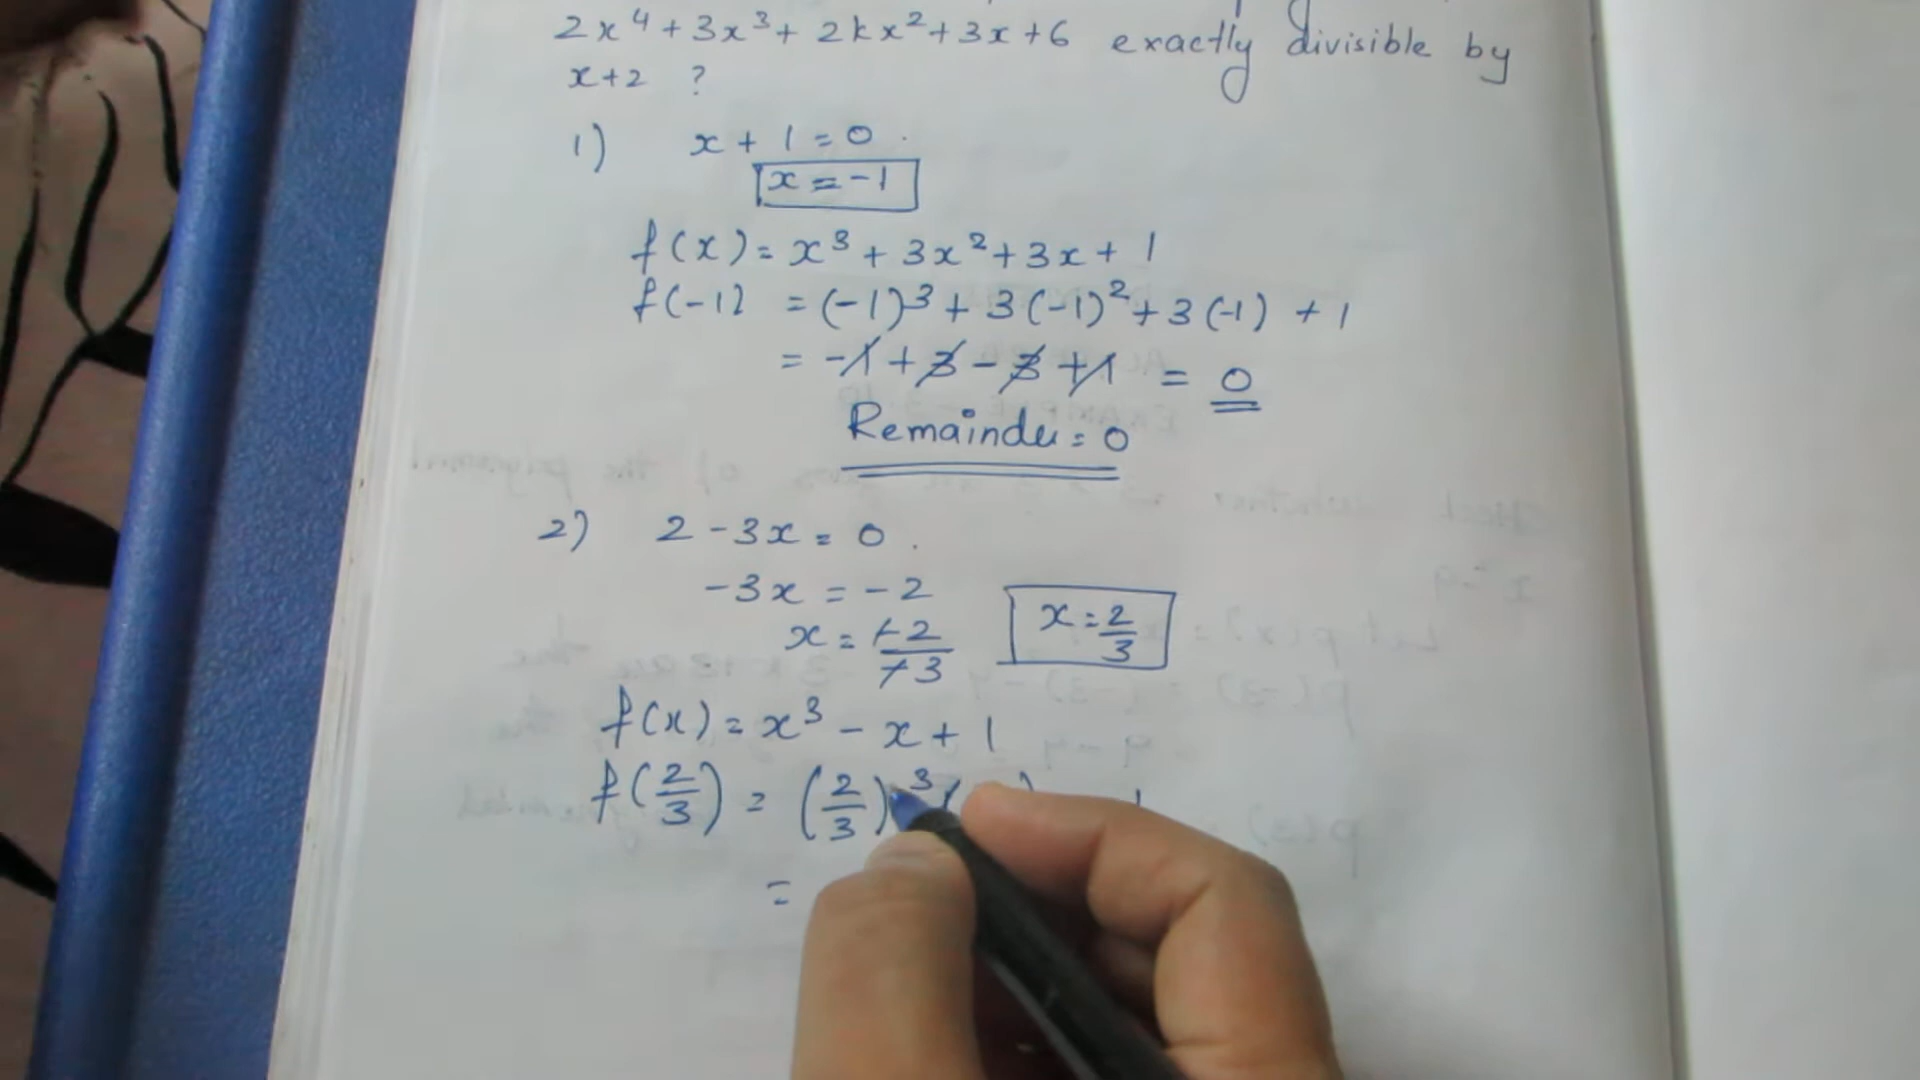 2x⁴+3x³+ 2kx²+3x+6 exactly divisible by
x+2 ?
1) x + 1 = 0.
x = -1
f(x) = x³ + 3x²+3x + 1
f(-1) = (-1)³ + 3(-1)²+3(-1) + 1
= -1+3-3+1 = 0
Remainder = 0
2) 2-3x = 0.
-3x = -2
x = -2/-3 x = 2/3
f(x) = x³ - x + 1
f(2/3) = (2/3)³
=